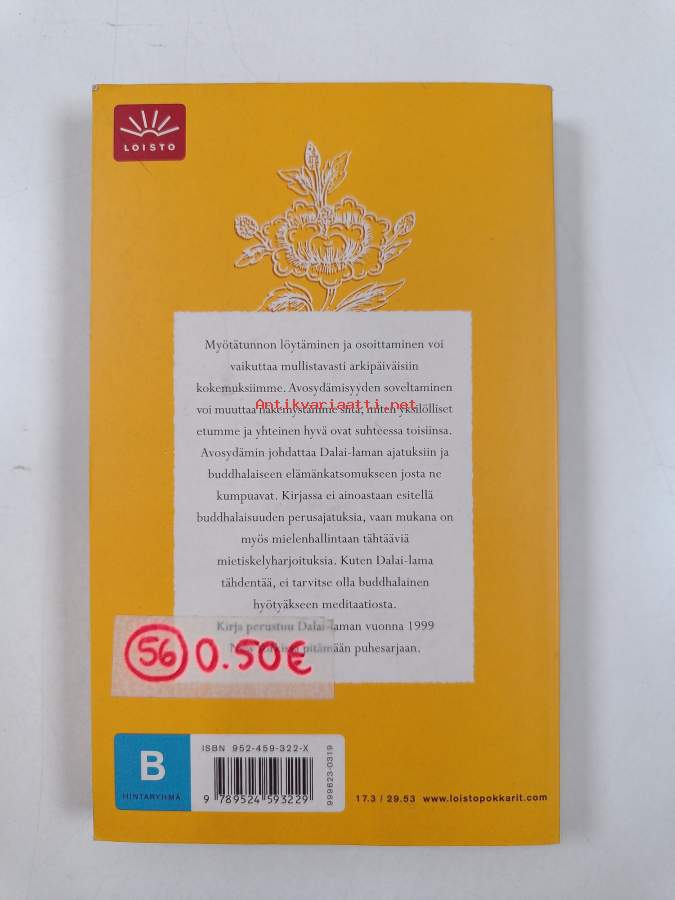 LOISTO
Myötätunnon löytäminen ja osoittaminen voi
vaikuttaa mullistavasti arkipäiväisiin
kokemuksiimme. Avosydämisyyden soveltaminen
Antikvariaatti.net
voi muuttaa näkemystämme siitä, miten yksilölliset
etumme ja yhteinen hyvä ovat suhteessa toisiinsa.
Avosydämin johdattaa Dalai-laman ajatuksiin ja
buddhalaiseen elämänkatsomukseen josta ne
kumpuavat. Kirjassa ei ainoastaan esitellä
buddhalaisuuden perusajatuksia, vaan mukana on
myös mielenhallintaan tähtääviä
mietiskelyharjoituksia. Kuten Dalai-lama
tähdentää, ei tarvitse olla buddhalainen
hyötyäkseen meditaatiosta.
Kirja perustuu Dalai-laman vuonna 1999
pitämään puhesarjaan.
56 0.50€
B
HINTARYHMÄ
ISBN 952-459-322-X
9 789524 593229
999623-0319
17.3 / 29.53 www.loistopokkarit.com